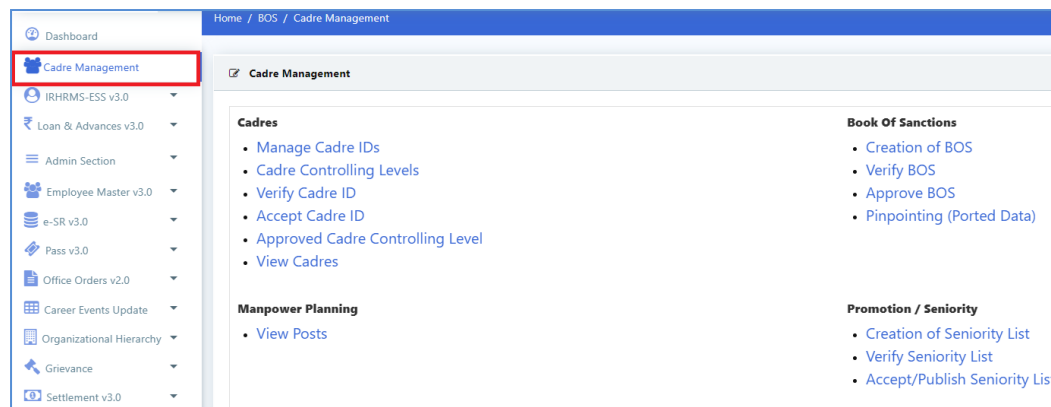 Home / BOS / Cadre Management
Dashboard
Cadre Management
IRHRMS-ESS v3.0
Loan & Advances v3.0
Admin Section
Employee Master v3.0
e-SR v3.0
Pass v3.0
Office Orders v2.0
Career Events Update
Organizational Hierarchy
Grievance
Settlement v3.0
Cadre Management
Cadres
Manage Cadre IDs
Cadre Controlling Levels
Verify Cadre ID
Accept Cadre ID
Approved Cadre Controlling Level
View Cadres
Book Of Sanctions
Creation of BOS
Verify BOS
Approve BOS
Pinpointing (Ported Data)
Manpower Planning
View Posts
Promotion / Seniority
Creation of Seniority List
Verify Seniority List
Accept/Publish Seniority Lis